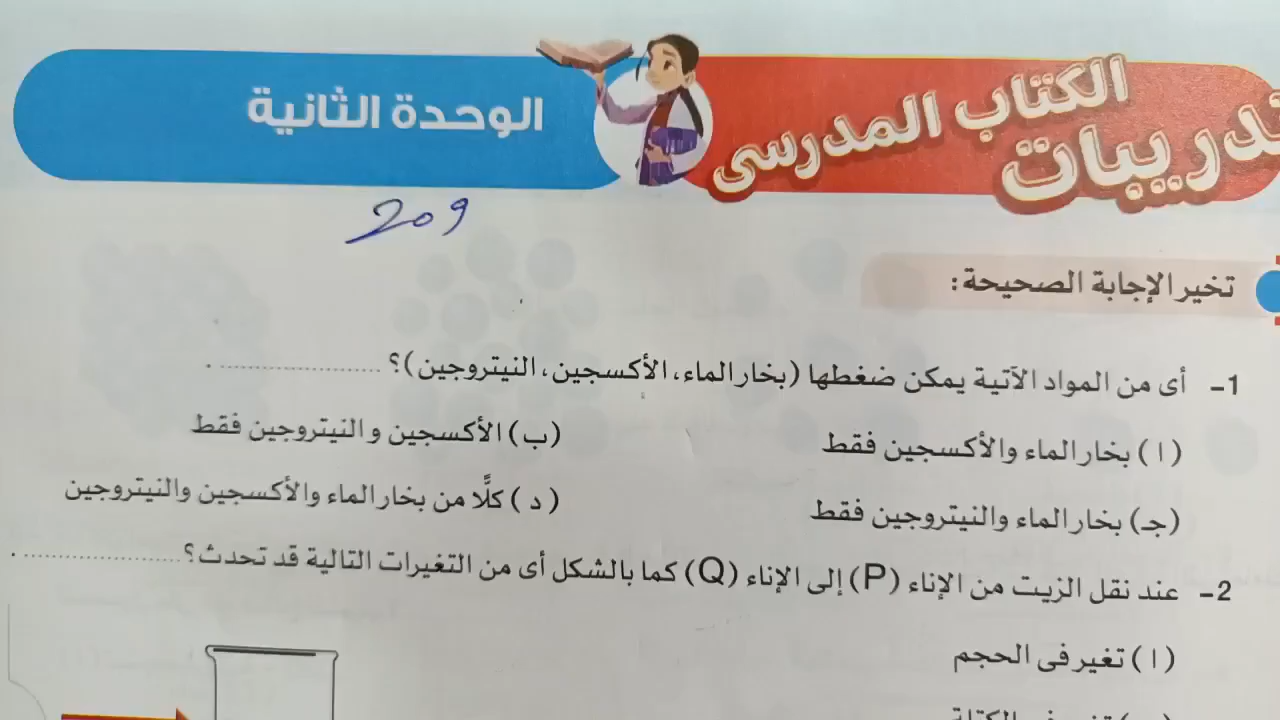 تدريبات الكتاب المدرسى
الوحدة الثانية
209
تخير الإجابة الصحيحة:
1- أى من المواد الآتية يمكن ضغطها (بخار الماء، الأكسجين، النيتروجين)؟ .......................... .
(ا) بخار الماء والأكسجين فقط
(ب) الأكسجين والنيتروجين فقط
(جـ) بخار الماء والنيتروجين فقط
(د) كلًّا من بخار الماء والأكسجين والنيتروجين
2- عند نقل الزيت من الإناء (P) إلى الإناء (Q) كما بالشكل أى من التغيرات التالية قد تحدث؟ .......................... .
(ا) تغير فى الحجم